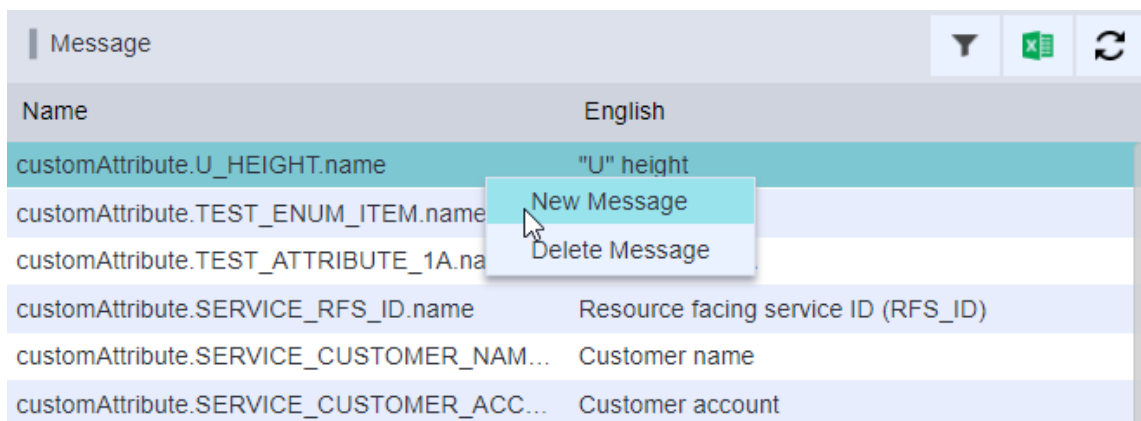 Message
Name English
customAttribute.U_HEIGHT.name "U" height
New Message
customAttribute.TEST_ENUM_ITEM.name
Delete Message
customAttribute.TEST_ATTRIBUTE_1A.na
customAttribute.SERVICE_RFS_ID.name Resource facing service ID (RFS_ID)
customAttribute.SERVICE_CUSTOMER_NAM... Customer name
customAttribute.SERVICE_CUSTOMER_ACC... Customer account